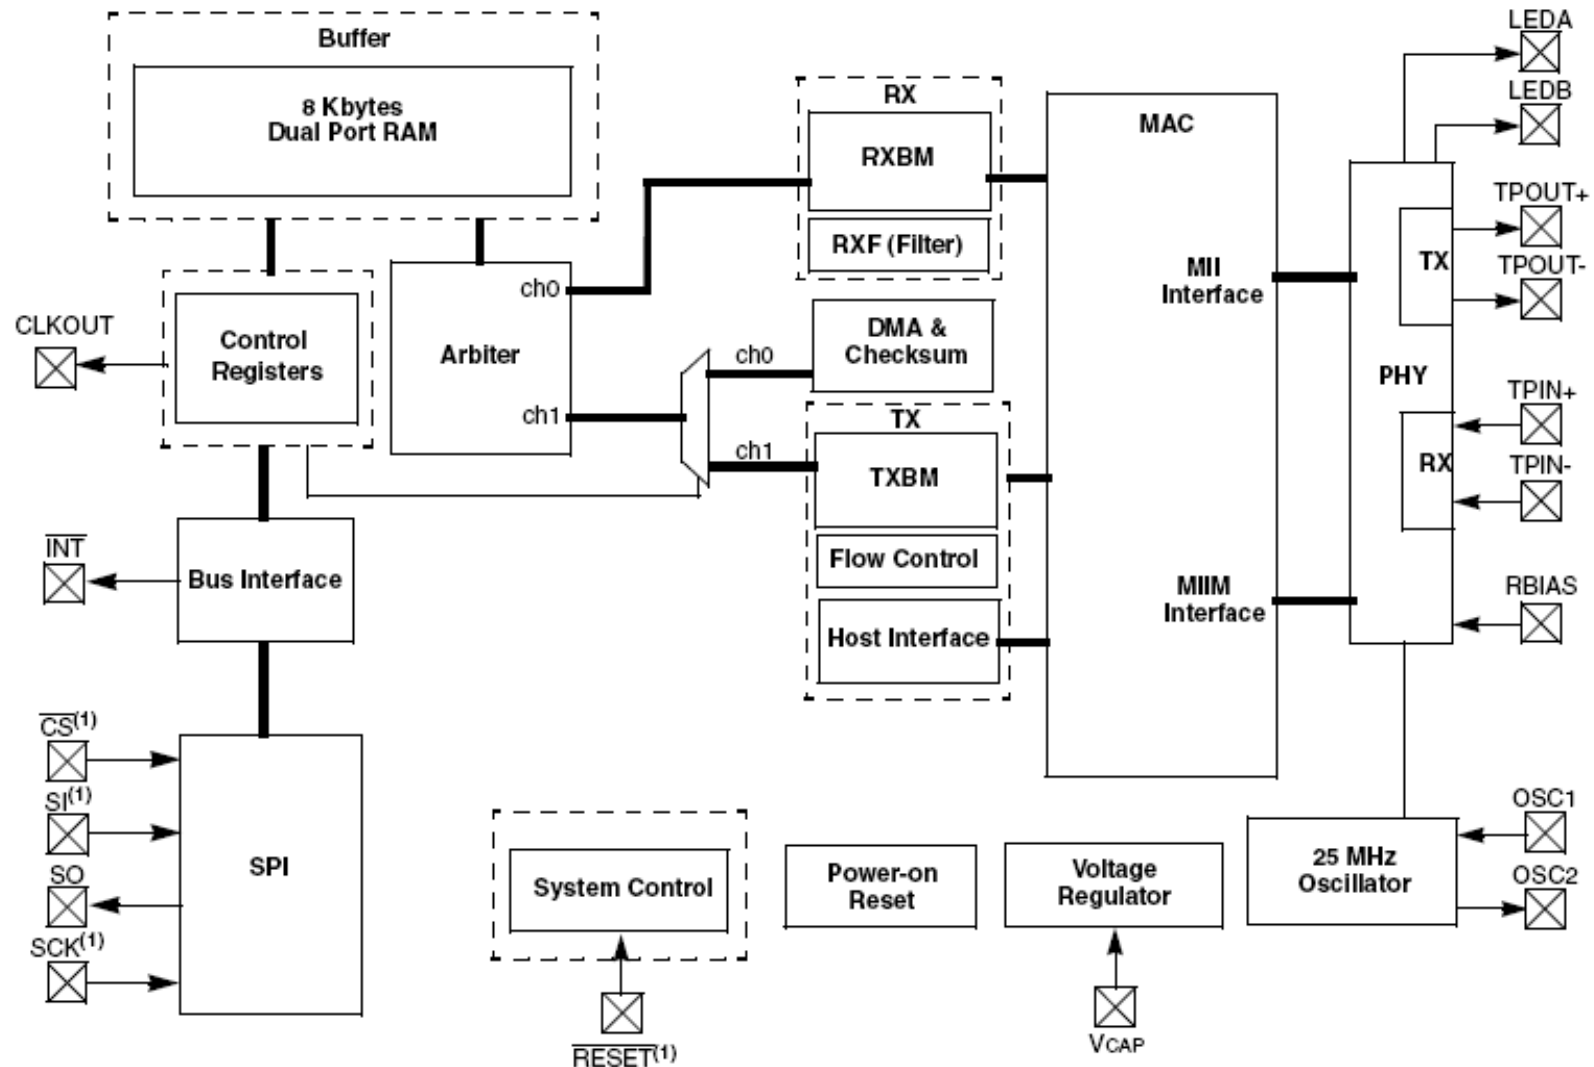 LEDA
Buffer
8 Kbytes
Dual Port RAM
RX
RXBM
RXF (Filter)
MAC
LEDB
TPOUT+
TX
TPOUT-
MII
Interface
ch0
CLKOUT
Control
Registers
Arbiter
ch0
DMA &
Checksum
PHY
TPIN+
ch1
TX
ch1
TXBM
RX
TPIN-
INT
Bus Interface
Flow Control
MIIM
Interface
RBIAS
Host Interface
CS(1)
SI(1)
SO
SCK(1)
SPI
System Control
Power-on
Reset
Voltage
Regulator
25 MHz
Oscillator
OSC1
OSC2
RESET(1)
VCAP